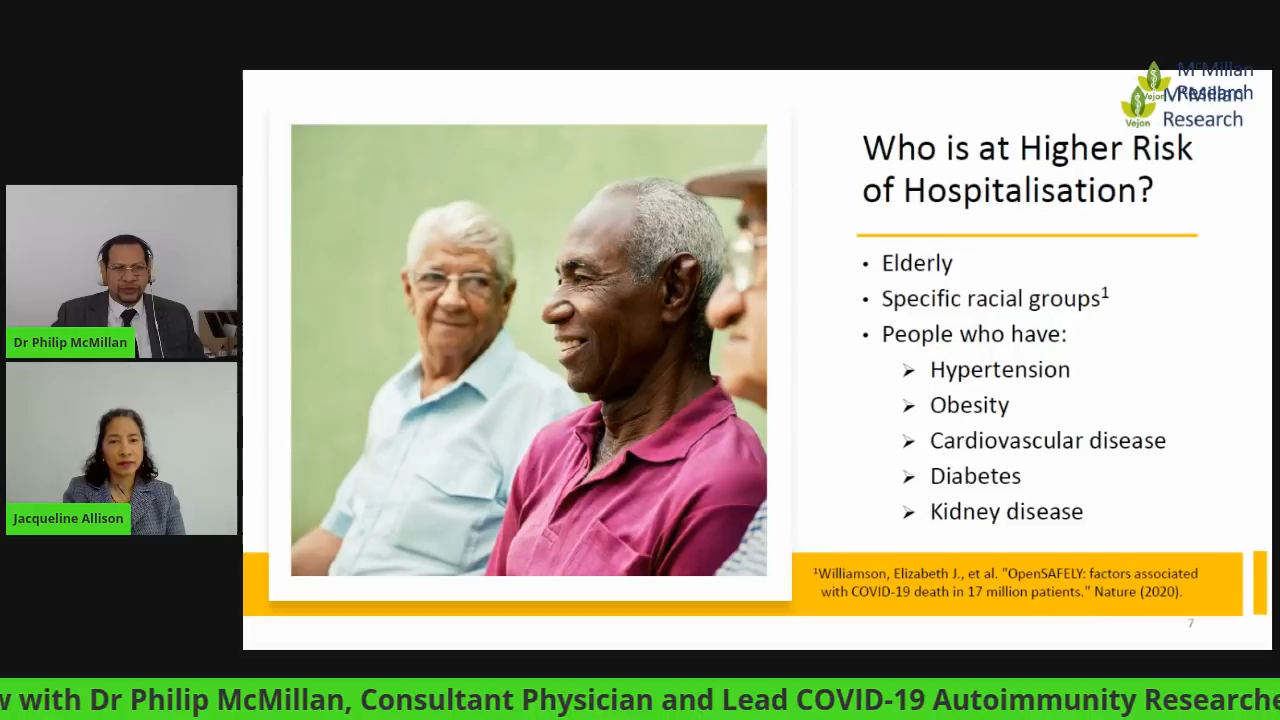 McMillan
Research
Vejon
McMillan
Research
Vejon
Who is at Higher Risk
of Hospitalisation?
• Elderly
• Specific racial groups¹
• People who have:
➢ Hypertension
➢ Obesity
➢ Cardiovascular disease
➢ Diabetes
➢ Kidney disease
¹Williamson, Elizabeth J., et al. "OpenSAFELY: factors associated
with COVID-19 death in 17 million patients." Nature (2020).
7
Dr Philip McMillan
Jacqueline Allison
w with Dr Philip McMillan, Consultant Physician and Lead COVID-19 Autoimmunity Researche